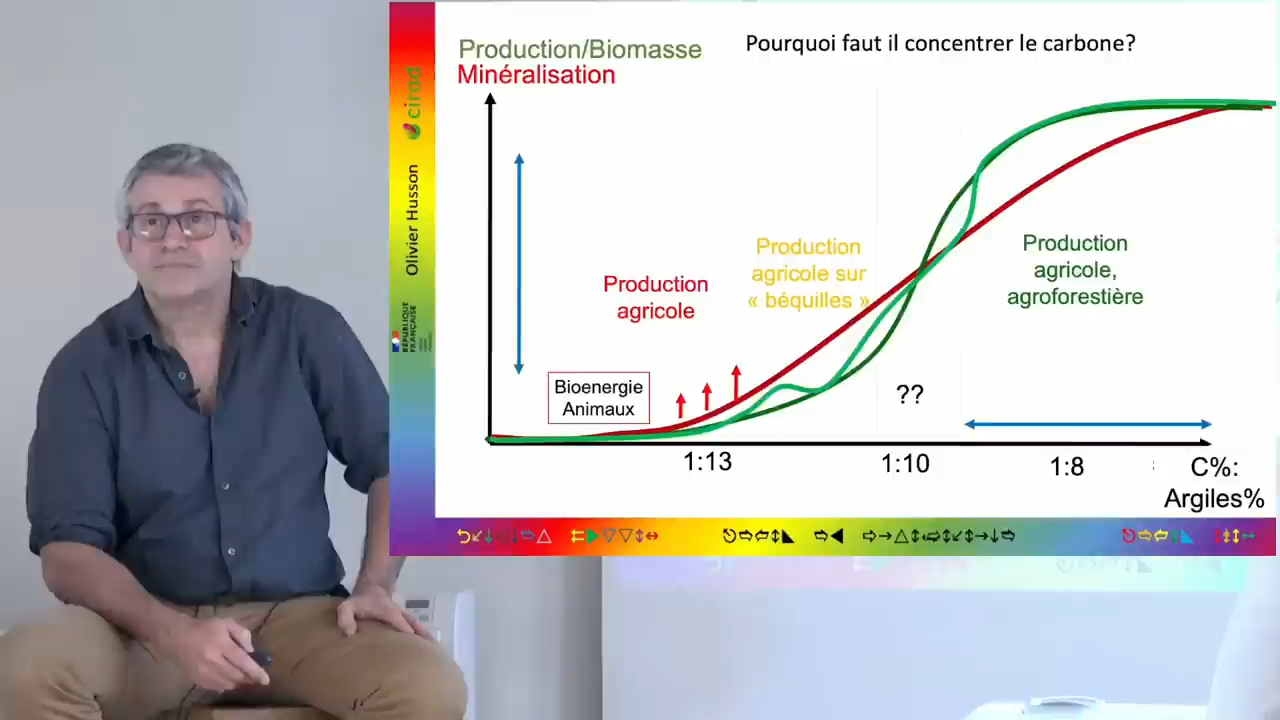 Pourquoi faut il concentrer le carbone?
Production/Biomasse
Minéralisation
Production
agricole sur
« béquilles »
Production
agricole,
agroforestière
Production
agricole
Bioenergie
Animaux
??
1:13
1:10
1:8
C%:
Argiles%
cirad
Olivier Husson
RÉPUBLIQUE
FRANÇAISE